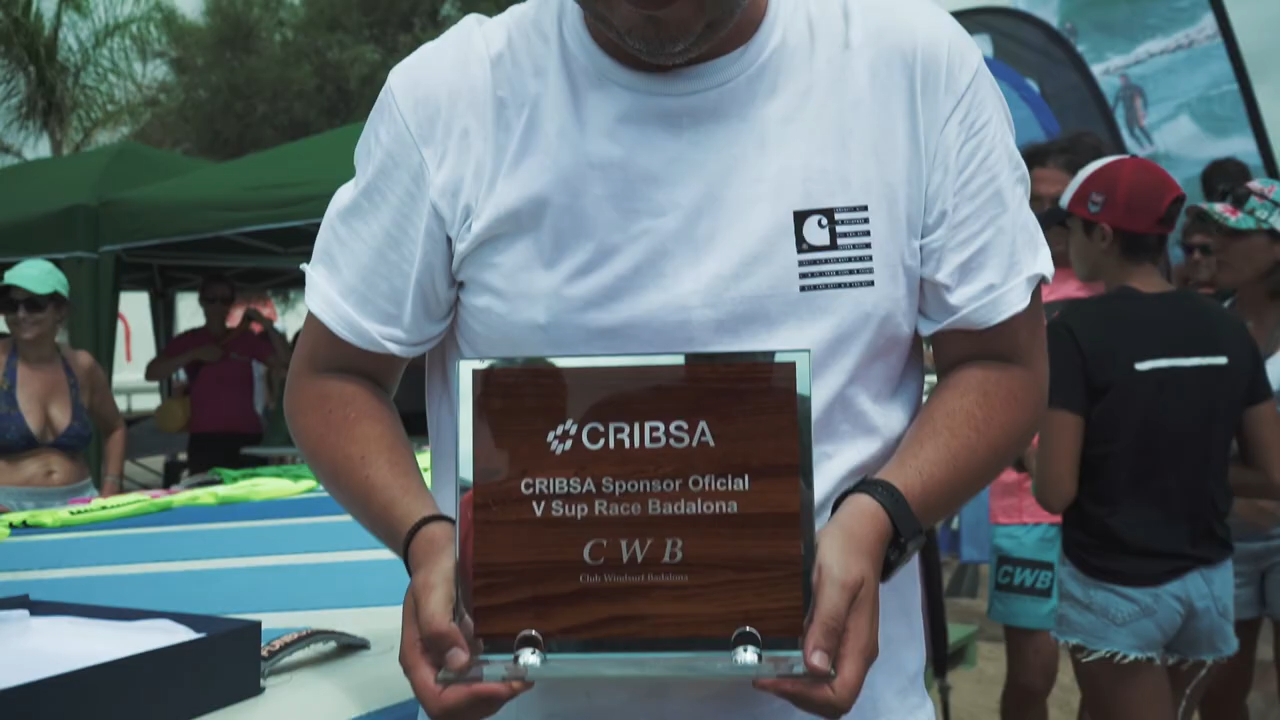 CRIBSA
CRIBSA Sponsor Oficial
V Sup Race Badalona
CWB
Club Windsurf Badalona
CWB